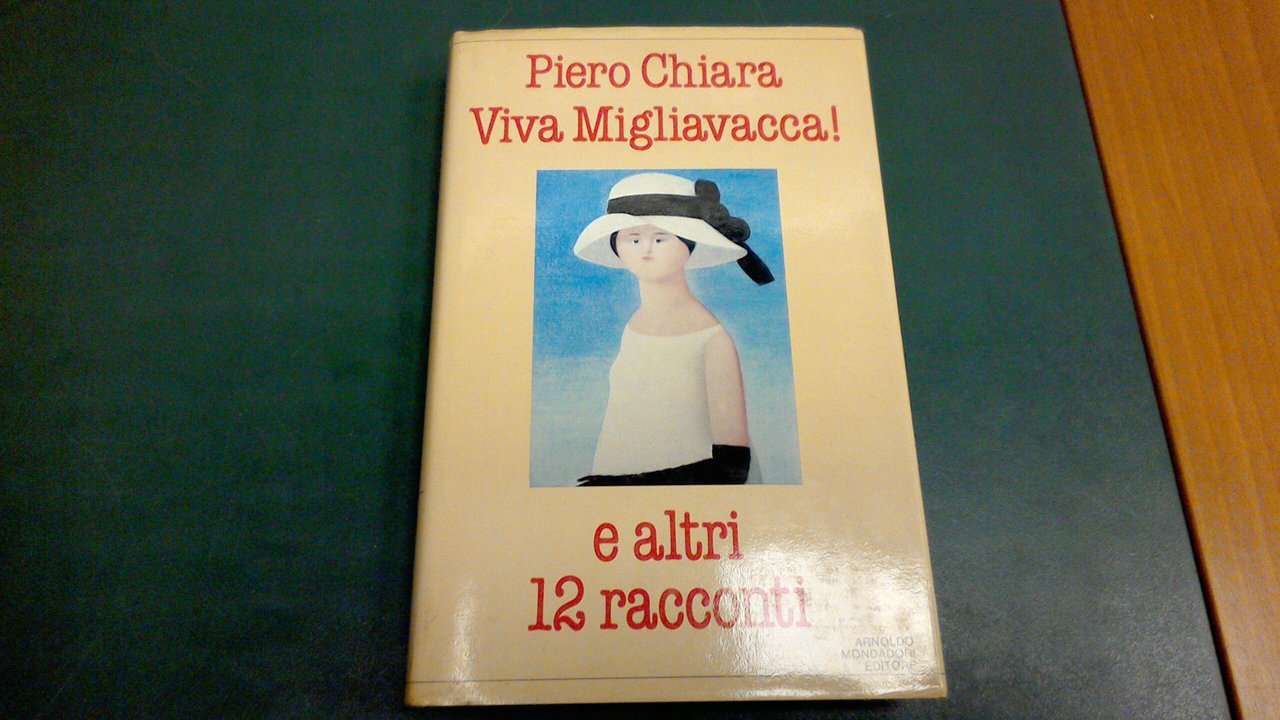 Piero Chiara
Viva Migliavacca!
e altri
12 racconti
ARNOLDO
MONDADORI
EDITORE